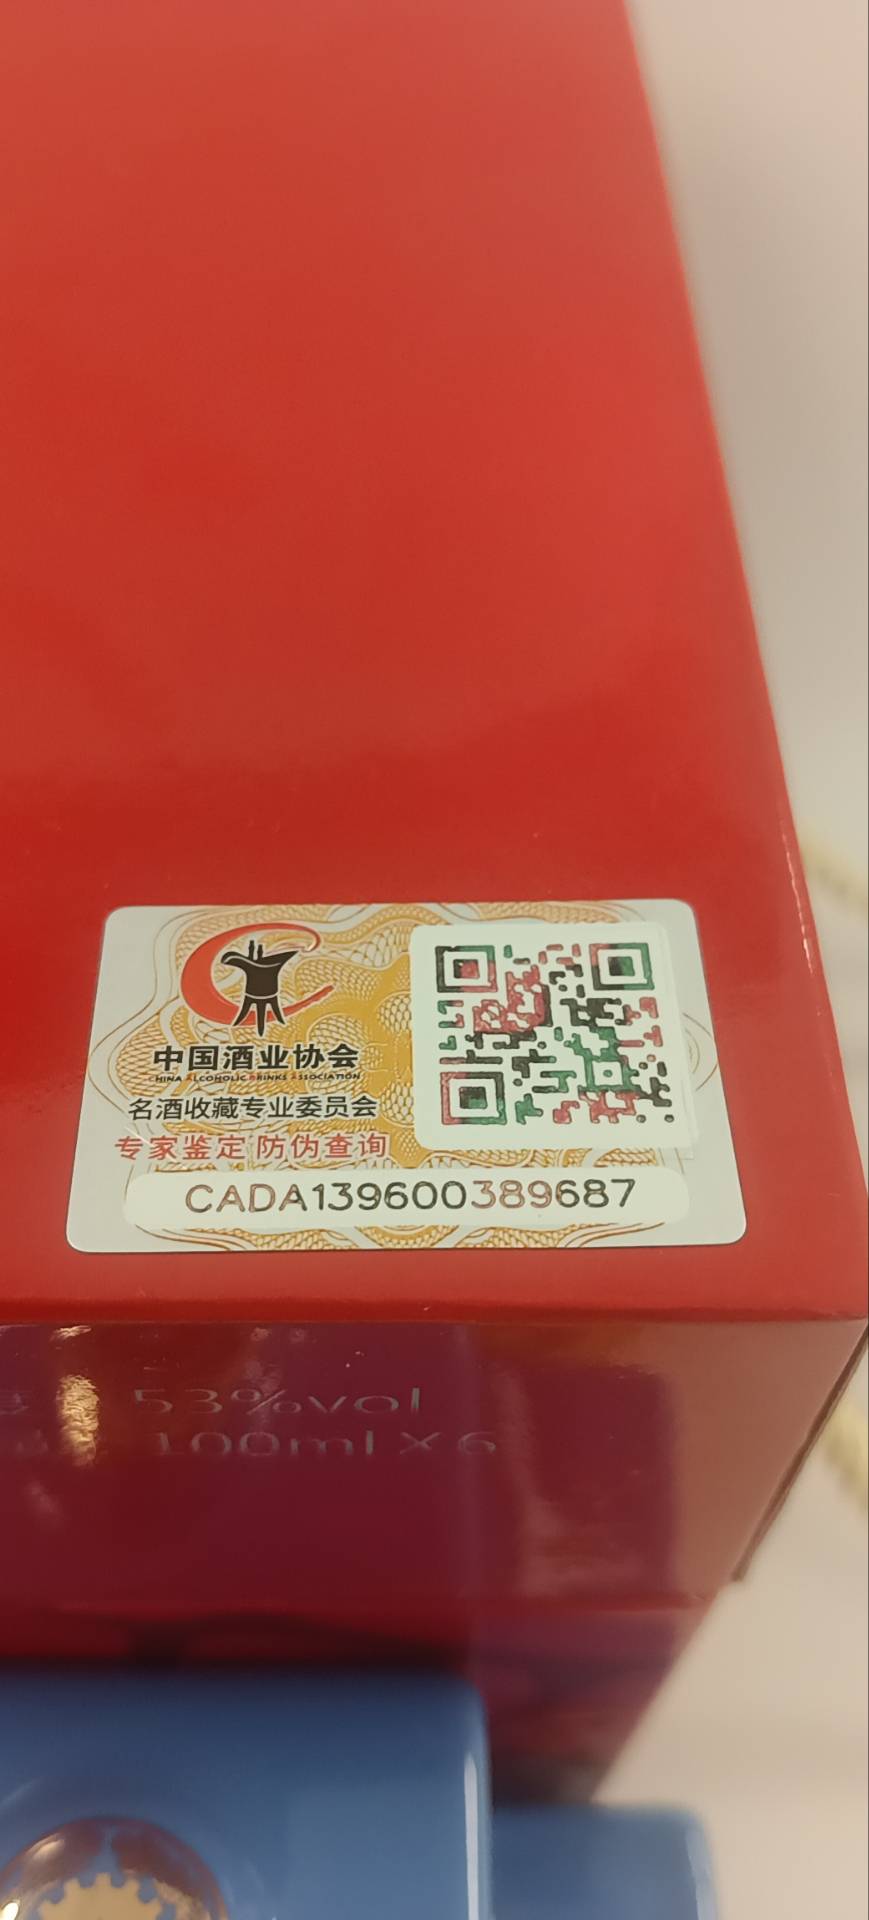 中国酒业协会
CHINA ALCOHOLIC DRINKS ASSOCIATION
名酒收藏专业委员会
专家鉴定 防伪查询
CADA139600389687
53%vol
100ml×6